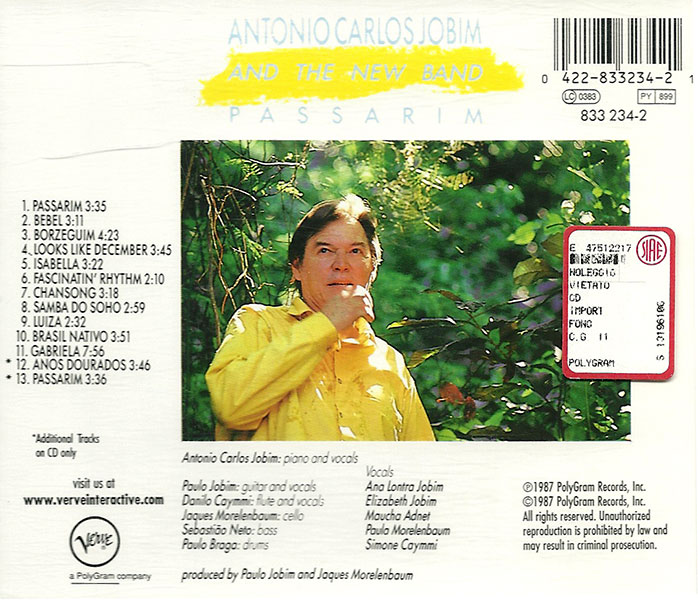 ANTONIO CARLOS JOBIM
AND THE NEW BAND
PASSARIM
0 422-833234-2 1
LC 0383
PY 899
833 234-2
1. PASSARIM 3:35
2. BEBEL 3:11
3. BORZEGUIM 4:23
4. LOOKS LIKE DECEMBER 3:45
5. ISABELLA 3:22
6. FASCINATIN' RHYTHM 2:10
7. CHANSONG 3:18
8. SAMBA DO SOHO 2:59
9. LUIZA 2:32
10. BRASIL NATIVO 3:51
11. GABRIELA 7:56
* 12. ANOS DOURADOS 3:46
* 13. PASSARIM 3:36
*Additional Tracks
on CD only
visit us at
www.verveinteractive.com
VERVE
a PolyGram company
E 47512217
SIAE
NOLEGGIO
VIETATO
CD
IMPORT
FONO
C.G 11
POLYGRAM
Antonio Carlos Jobim: piano and vocals
Paulo Jobim: guitar and vocals
Danilo Caymmi: flute and vocals
Jaques Morelenbaum: cello
Sebastião Neto: bass
Paulo Braga: drums
Vocals
Ana Lontra Jobim
Elizabeth Jobim
Maucha Adnet
Paula Morelenbaum
Simone Caymmi
produced by Paulo Jobim and Jaques Morelenbaum
℗1987 PolyGram Records, Inc.
©1987 PolyGram Records, Inc.
All rights reserved. Unauthorized
reproduction is prohibited by law and
may result in criminal prosecution.